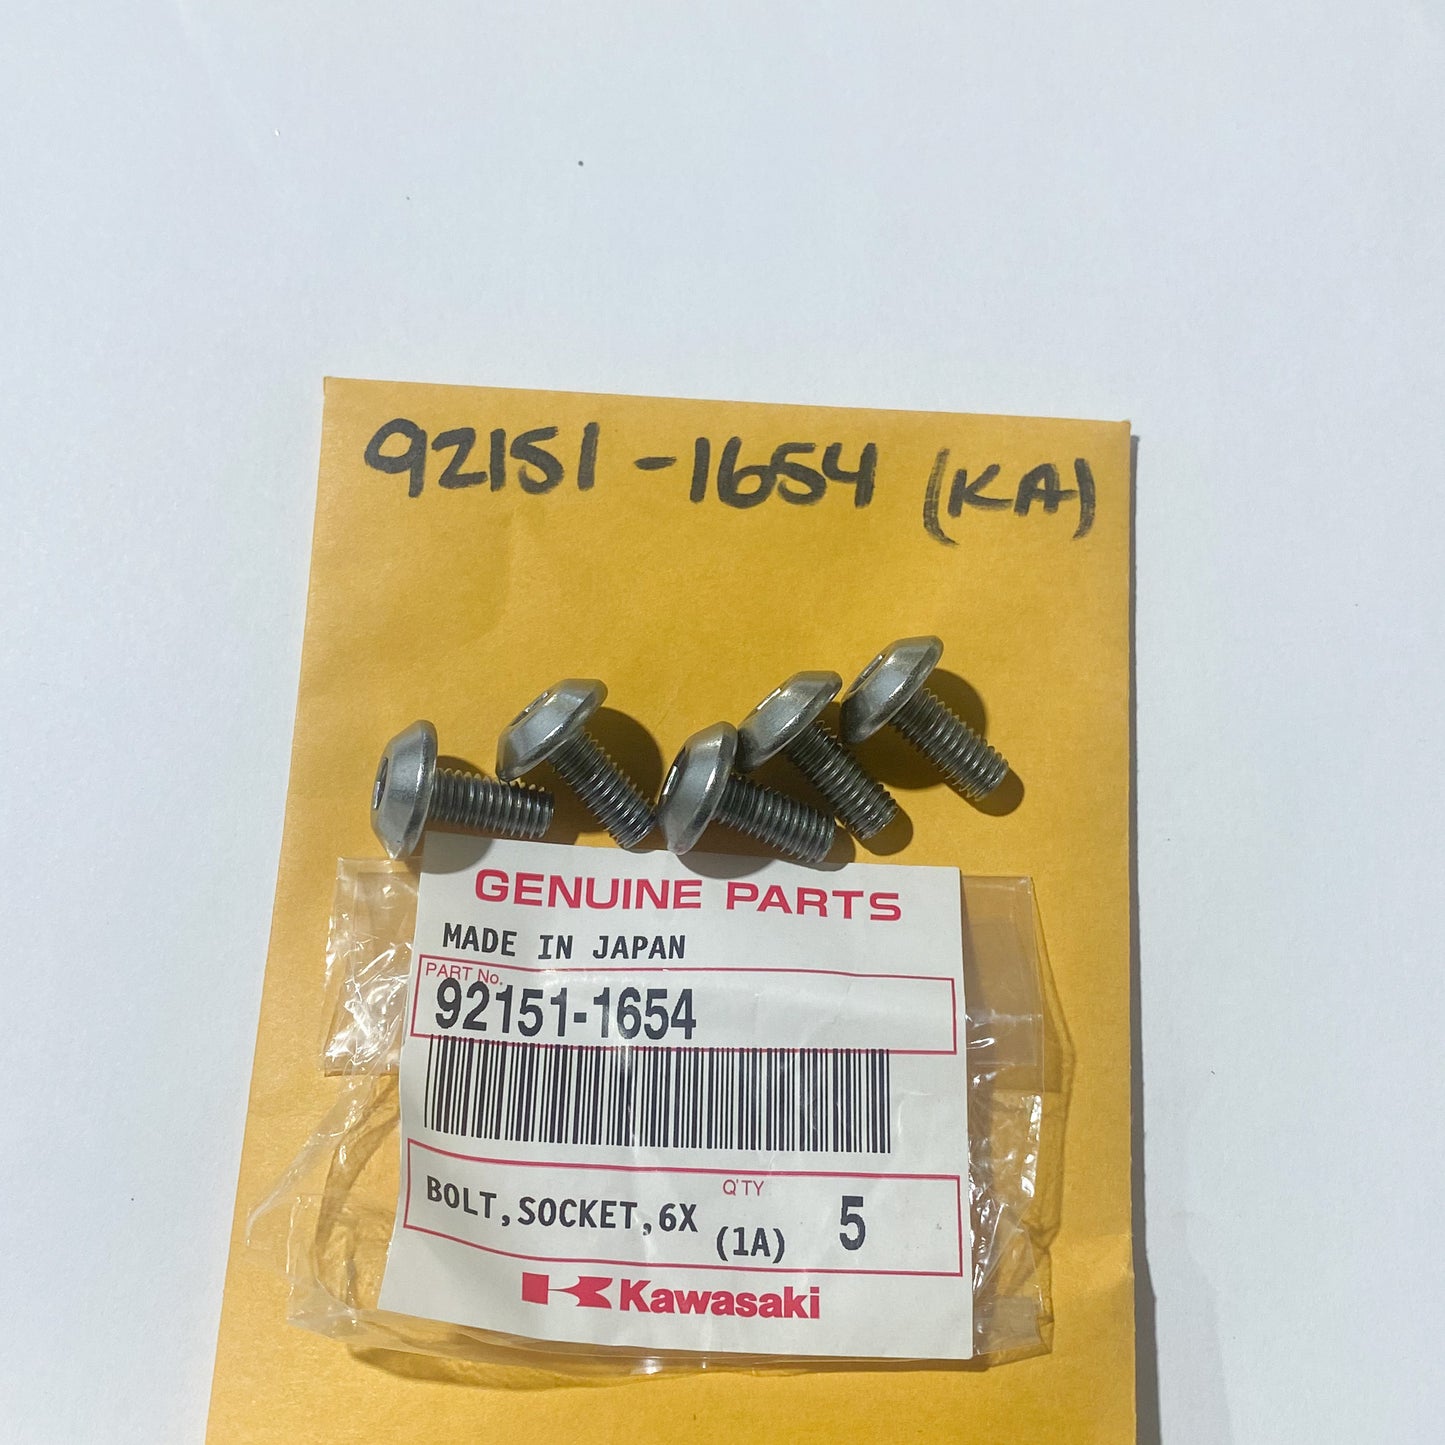 92151-1654 (KA)
GENUINE PARTS
MADE IN JAPAN
PART No.
92151-1654
BOLT,SOCKET,6X
Q'TY
(1A) 5
Kawasaki